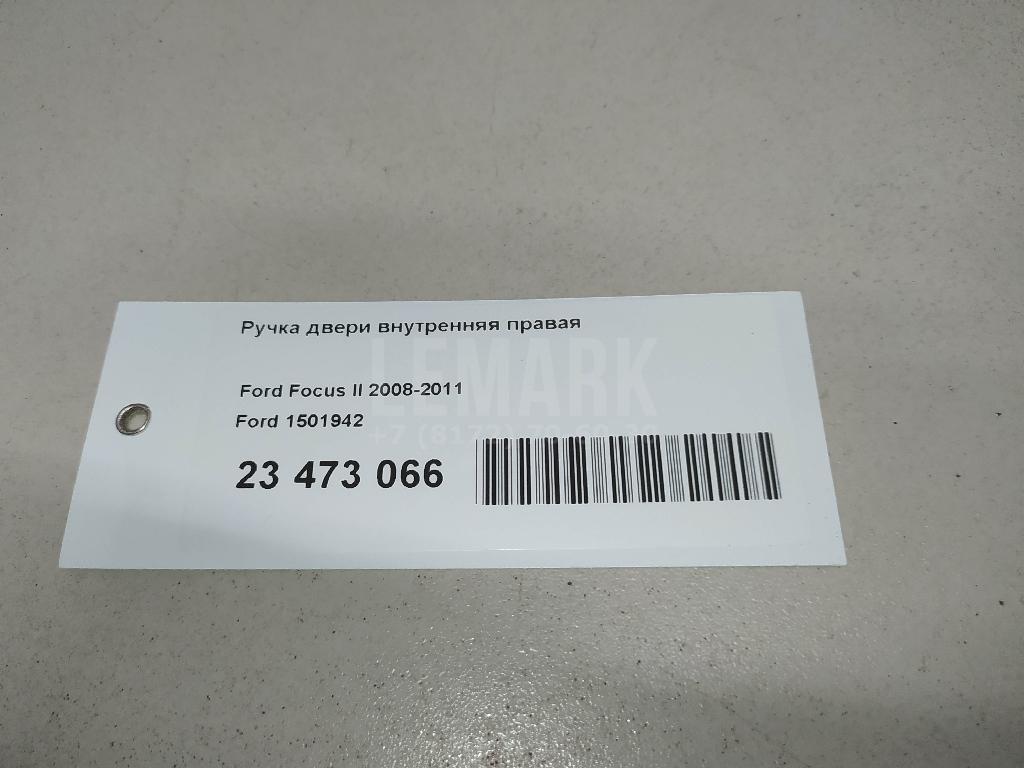 Ручка двери внутренняя правая
LEMARK
Ford Focus II 2008-2011
Ford 1501942
23 473 066